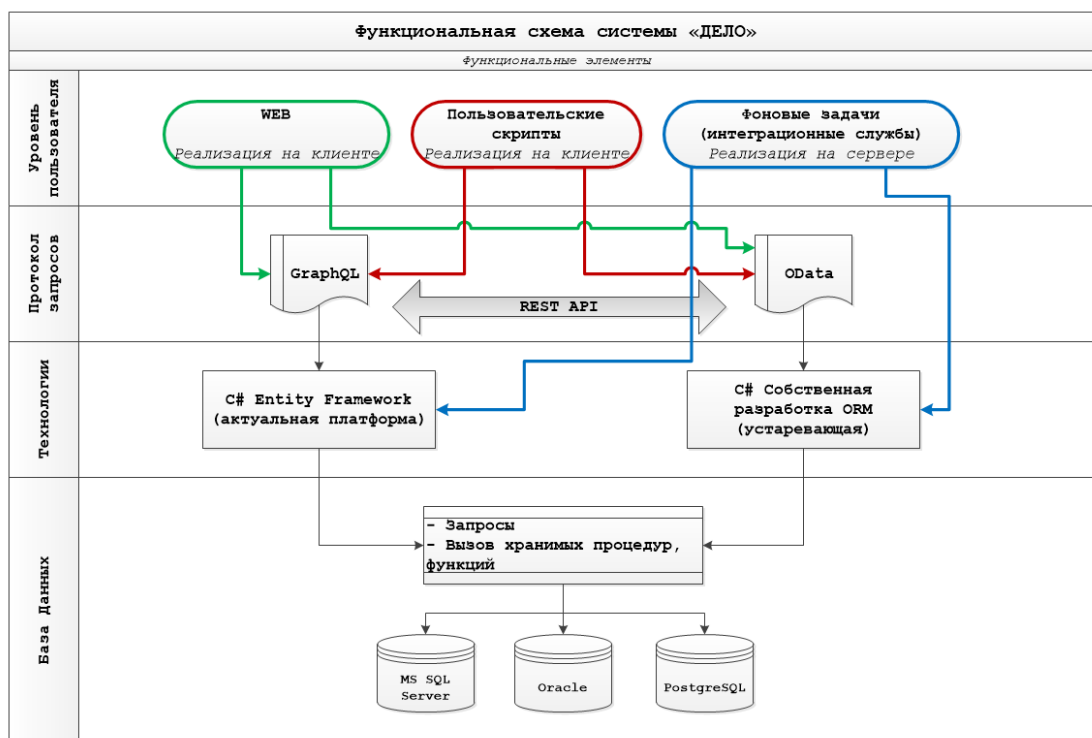 Функциональная схема системы «ДЕЛО»
Функциональные элементы
Уровень
пользователя
WEB
Реализация на клиенте
Пользовательские
скрипты
Реализация на клиенте
Фоновые задачи
(интеграционные службы)
Реализация на сервере
Протокол
запросов
GraphQL
OData
REST API
Технологии
C# Entity Framework
(актуальная платформа)
C# Собственная
разработка ORM
(устаревающая)
База Данных
- Запросы
- Вызов хранимых процедур,
функций
MS SQL
Server
Oracle
PostgreSQL